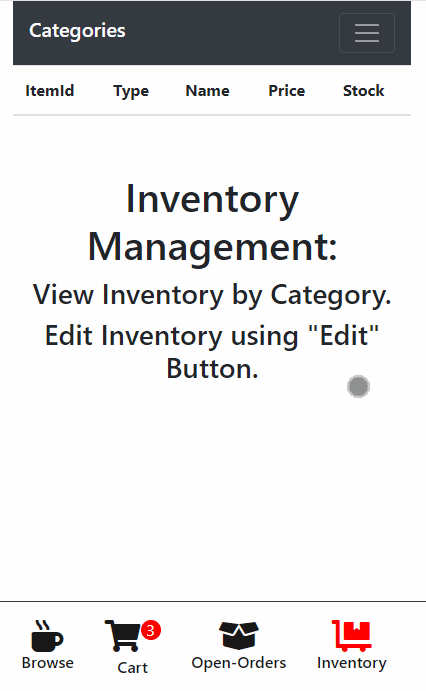 Categories
ItemId Type Name Price Stock
Inventory
Management:
View Inventory by Category.
Edit Inventory using "Edit"
Button.
3
Browse Cart Open-Orders Inventory